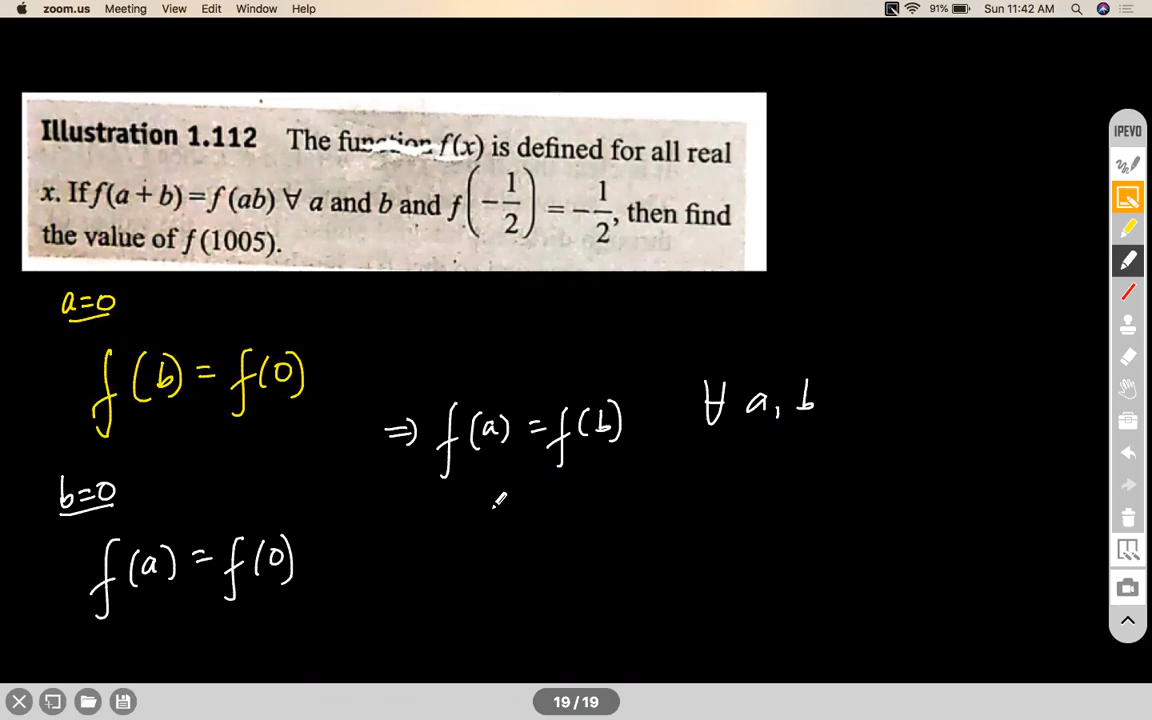 zoom.us Meeting View Edit Window Help 91% Sun 11:42 AM
Illustration 1.112 The function f(x) is defined for all real
x. If f(a + b) = f(ab) ∀ a and b and f(-1/2) = -1/2, then find
the value of f(1005).
IPEVO
a=0
f(b) = f(0)
⇒ f(a) = f(b) ∀ a, b
b=0
f(a) = f(0)
19 / 19